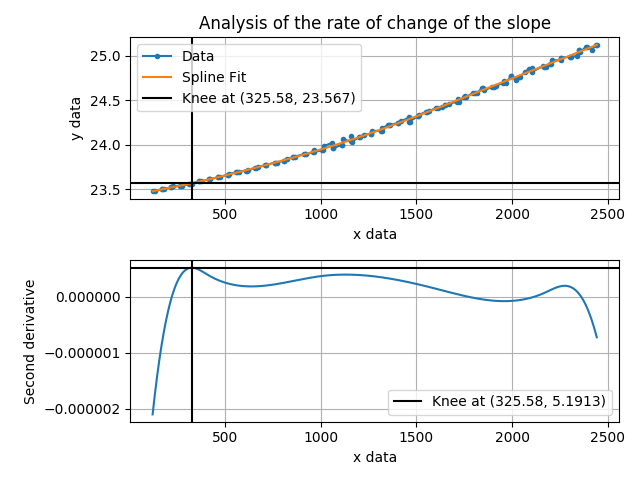 Analysis of the rate of change of the slope
Data
Spline Fit
Knee at (325.58, 23.567)
25.0
24.5
24.0
23.5
y data
500 1000 1500 2000 2500
x data
0.000000
−0.000001
−0.000002
Second derivative
Knee at (325.58, 5.1913)
500 1000 1500 2000 2500
x data